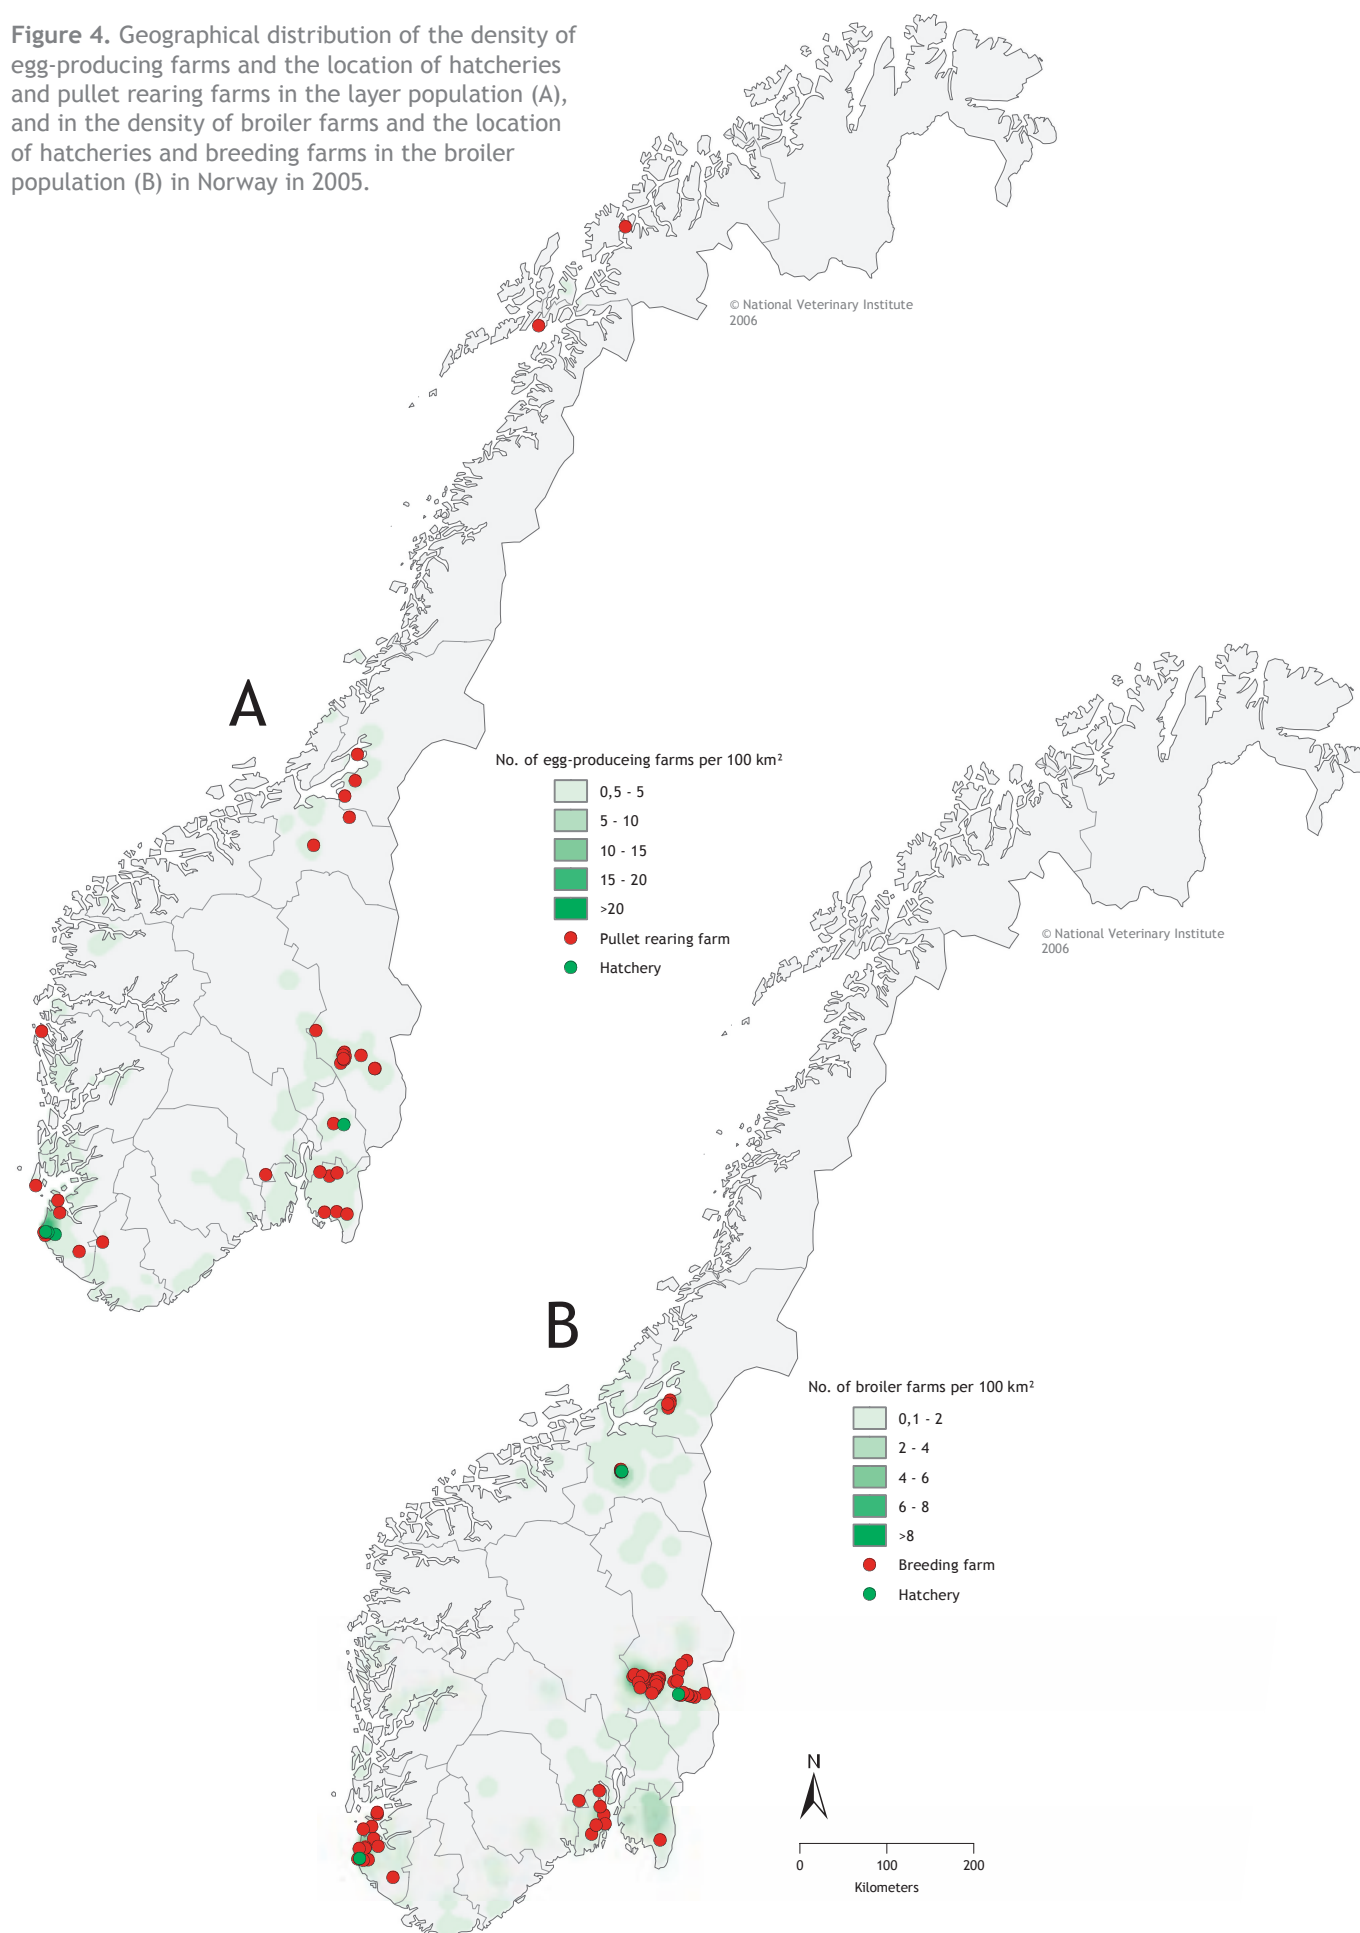 Figure 4. Geographical distribution of the density of
egg-producing farms and the location of hatcheries
and pullet rearing farms in the layer population (A),
and in the density of broiler farms and the location
of hatcheries and breeding farms in the broiler
population (B) in Norway in 2005.
© National Veterinary Institute
2006
A
No. of egg-produceing farms per 100 km²
0,5 - 5
5 - 10
10 - 15
15 - 20
>20
Pullet rearing farm
Hatchery
© National Veterinary Institute
2006
B
No. of broiler farms per 100 km²
0,1 - 2
2 - 4
4 - 6
6 - 8
>8
Breeding farm
Hatchery
N
0 100 200
Kilometers